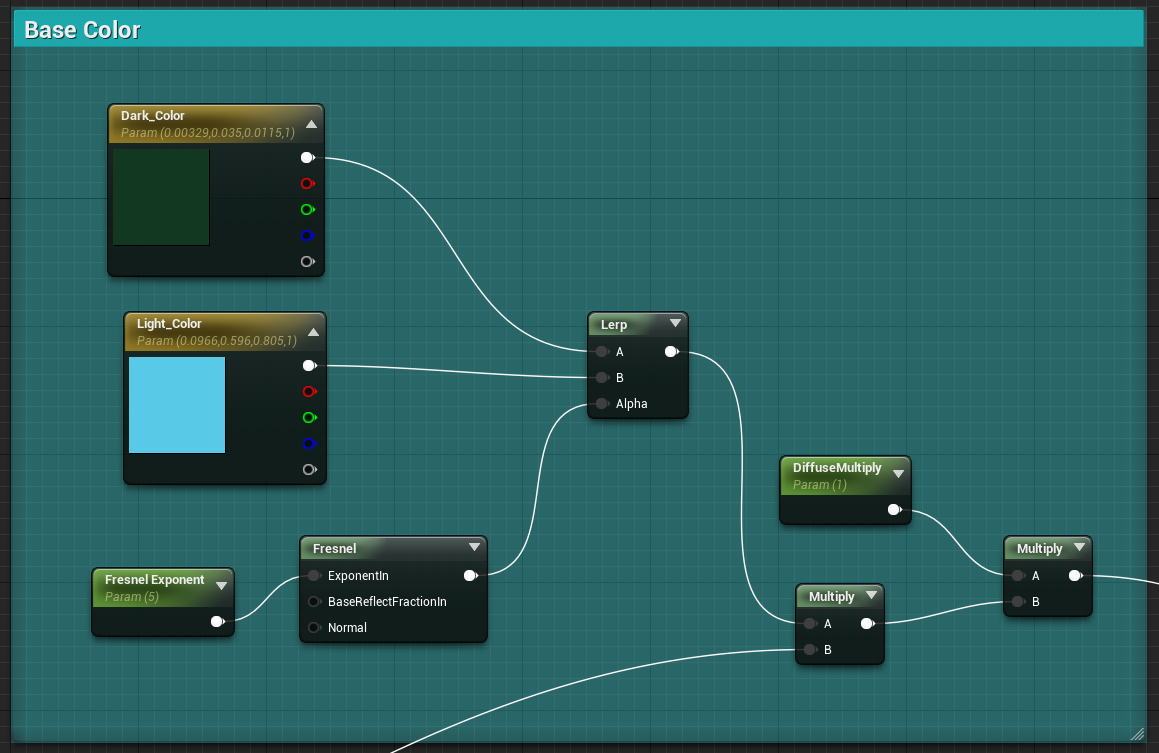 Base Color
Dark_Color
Param (0.00329,0.035,0.0115,1)
Light_Color
Param (0.0966,0.596,0.805,1)
Lerp
A
B
Alpha
DiffuseMultiply
Param (1)
Fresnel
ExponentIn
BaseReflectFractionIn
Normal
Fresnel Exponent
Param (5)
Multiply
A
B
Multiply
A
B